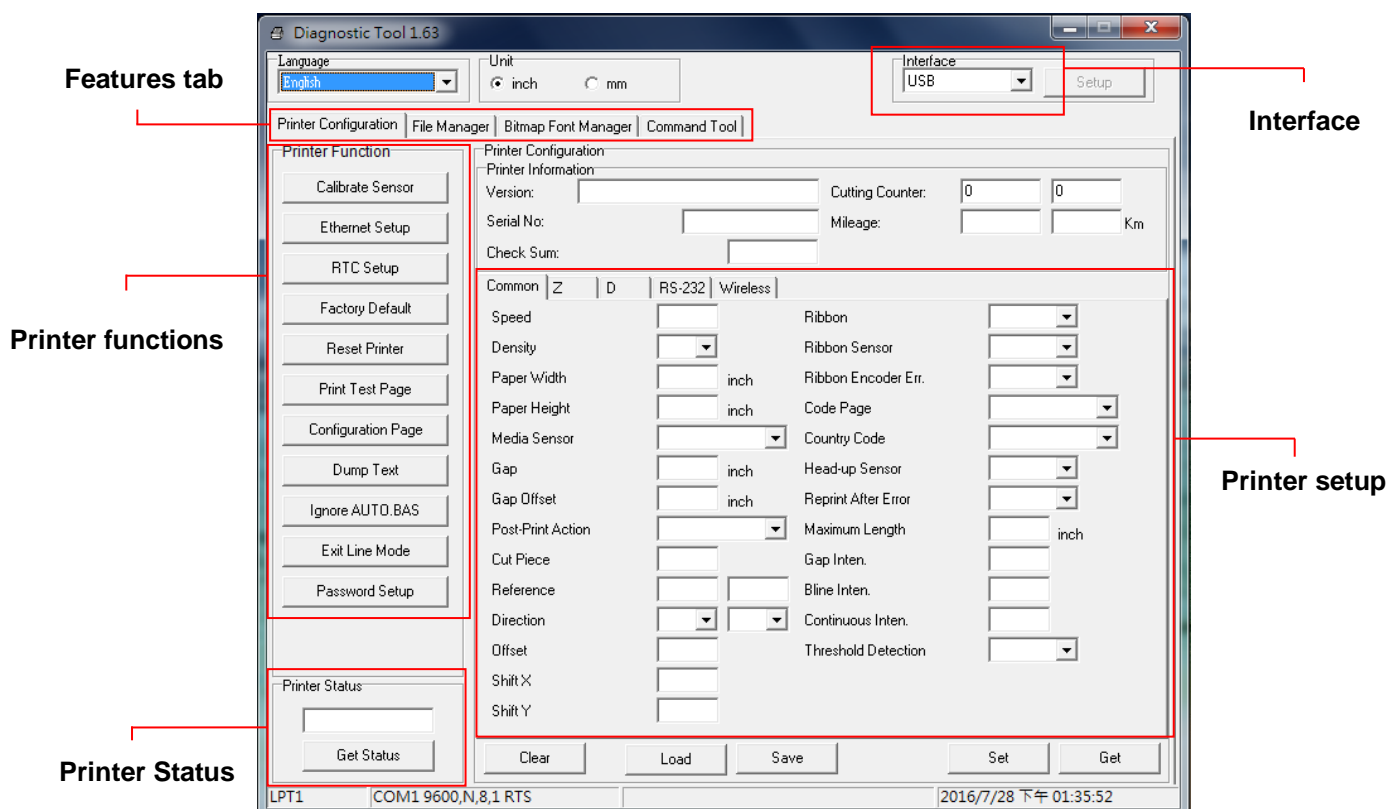 Diagnostic Tool 1.63
Language
English
Unit
inch
mm
Interface
USB
Setup
Features tab
Interface
Printer Configuration
File Manager
Bitmap Font Manager
Command Tool
Printer Function
Calibrate Sensor
Ethernet Setup
RTC Setup
Factory Default
Reset Printer
Print Test Page
Configuration Page
Dump Text
Ignore AUTO.BAS
Exit Line Mode
Password Setup
Printer functions
Printer Configuration
Printer Information
Version:
Cutting Counter: 0 0
Serial No:
Mileage: Km
Check Sum:
Common
Z
D
RS-232
Wireless
Speed
Density
Paper Width inch
Paper Height inch
Media Sensor
Gap inch
Gap Offset inch
Post-Print Action
Cut Piece
Reference
Direction
Offset
Shift X
Shift Y
Ribbon
Ribbon Sensor
Ribbon Encoder Err.
Code Page
Country Code
Head-up Sensor
Reprint After Error
Maximum Length inch
Gap Inten.
Bline Inten.
Continuous Inten.
Threshold Detection
Printer setup
Printer Status
Get Status
Printer Status
Clear
Load
Save
Set
Get
LPT1
COM1 9600,N,8,1 RTS
2016/7/28 下午 01:35:52